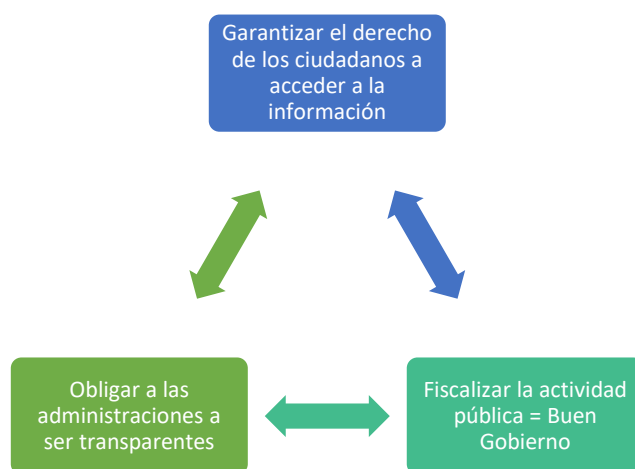 Garantizar el derecho
de los ciudadanos a
acceder a la
información
Obligar a las
administraciones a
ser transparentes
Fiscalizar la actividad
pública = Buen
Gobierno